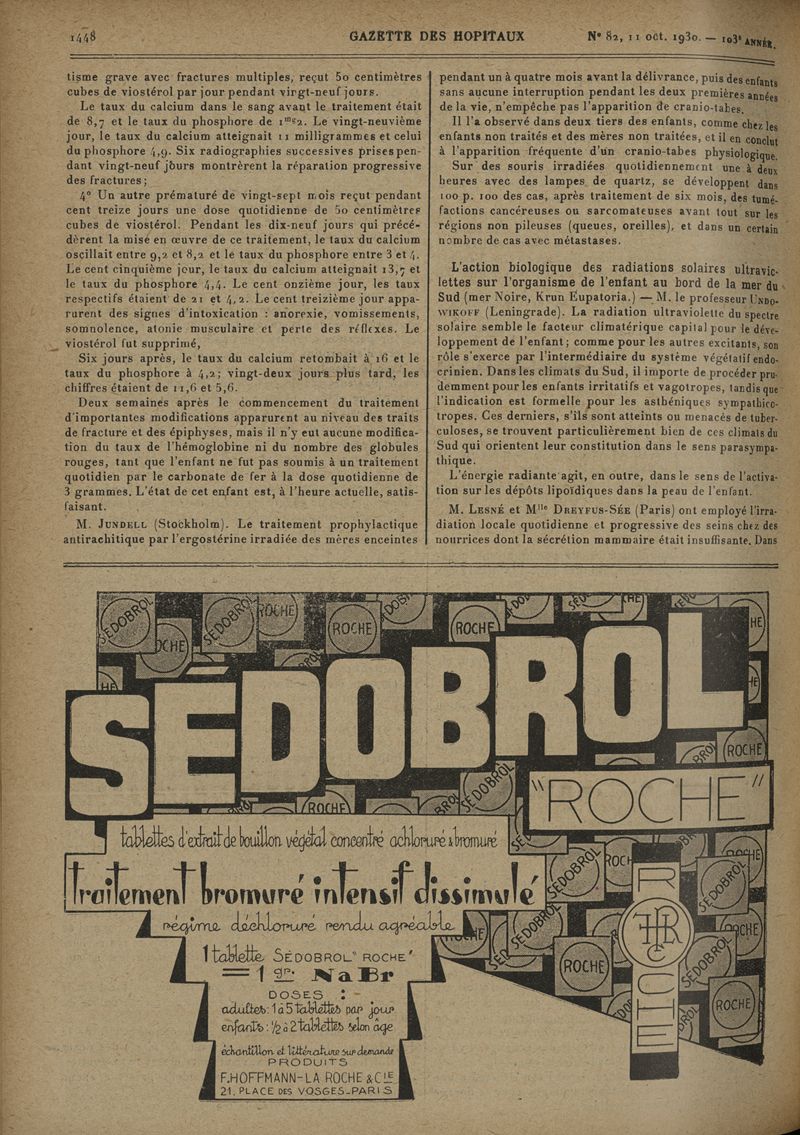 1448
GAZETTE DES HOPITAUX
N° 82, 11 oct. 1930. — 103e ANNÉE.
tisme grave avec fractures multiples, reçut 50 centimètres
cubes de viostérol par jour pendant vingt-neuf jours.
Le taux du calcium dans le sang avant le traitement était
de 8,7 et le taux du phosphore de 1mg2. Le vingt-neuvième
jour, le taux du calcium atteignait 11 milligrammes et celui
du phosphore 4,9. Six radiographies successives prises pen-
dant vingt-neuf jours montrèrent la réparation progressive
des fractures;
4° Un autre prématuré de vingt-sept mois reçut pendant
cent treize jours une dose quotidienne de 50 centimètres
cubes de viostérol. Pendant les dix-neuf jours qui précé-
dèrent la mise en œuvre de ce traitement, le taux du calcium
oscillait entre 9,2 et 8,2 et le taux du phosphore entre 3 et 4.
Le cent cinquième jour, le taux du calcium atteignait 13,7 et
le taux du phosphore 4,4. Le cent onzième jour, les taux
respectifs étaient de 21 et 4,2. Le cent treizième jour appa-
rurent des signes d'intoxication : anorexie, vomissements,
somnolence, atonie musculaire et perte des réflexes. Le
viostérol fut supprimé,
Six jours après, le taux du calcium retombait à 16 et le
taux du phosphore à 4,2; vingt-deux jours plus tard, les
chiffres étaient de 11,6 et 5,6.
Deux semaines après le commencement du traitement
d'importantes modifications apparurent au niveau des traits
de fracture et des épiphyses, mais il n'y eut aucune modifica-
tion du taux de l'hémoglobine ni du nombre des globules
rouges, tant que l'enfant ne fut pas soumis à un traitement
quotidien par le carbonate de fer à la dose quotidienne de
3 grammes. L'état de cet enfant est, à l'heure actuelle, satis-
faisant.
M. JUNDELL (Stockholm). Le traitement prophylactique
antirachitique par l'ergostérine irradiée des mères enceintes
pendant un à quatre mois avant la délivrance, puis des enfants
sans aucune interruption pendant les deux premières années
de la vie, n'empêche pas l'apparition de cranio-tabes.
Il l'a observé dans deux tiers des enfants, comme chez les
enfants non traités et des mères non traitées, et il en conclut
à l'apparition fréquente d'un cranio-tabes physiologique.
Sur des souris irradiées quotidiennement une à deux
heures avec des lampes de quartz, se développent dans
100 p. 100 des cas, après traitement de six mois, des tumé-
factions cancéreuses ou sarcomateuses avant tout sur les
régions non pileuses (queues, oreilles), et dans un certain
nombre de cas avec métastases.
L'action biologique des radiations solaires ultravio-
lettes sur l'organisme de l'enfant au bord de la mer du
Sud (mer Noire, Krun Eupatoria.) — M. le professeur UNDO-
WIKOFF (Leningrade). La radiation ultraviolette du spectre
solaire semble le facteur climatérique capital pour le déve-
loppement de l'enfant; comme pour les autres excitants, son
rôle s'exerce par l'intermédiaire du système végétatif endo-
crinien. Dans les climats du Sud, il importe de procéder pru-
demment pour les enfants irritatifs et vagotropes, tandis que
l'indication est formelle pour les asthéniques sympathico-
tropes. Ces derniers, s'ils sont atteints ou menacés de tuber-
culoses, se trouvent particulièrement bien de ces climats du
Sud qui orientent leur constitution dans le sens parasympa-
thique.
L'énergie radiante agit, en outre, dans le sens de l'activa-
tion sur les dépôts lipoïdiques dans la peau de l'enfant.
M. LESNÉ et Mlle DREYFUS-SÉE (Paris) ont employé l'irra-
diation locale quotidienne et progressive des seins chez des
nourrices dont la sécrétion mammaire était insuffisante. Dans
SÉDOBROL
"ROCHE"
tablettes d'extrait de bouillon végétal concentré achloruré & bromuré
traitement bromuré intensif dissimulé
régime déchloruré rendu agréable
1 tablette SÉDOBROL "ROCHE"
= 1 gr. NaBr
DOSES :
adultes: 1 à 5 tablettes par jour
enfants: 1/2 à 2 tablettes selon âge
échantillon et littérature sur demande
PRODUITS
F. HOFFMANN-LA ROCHE & CIE
21, PLACE DES VOSGES_PARIS
ROCHE